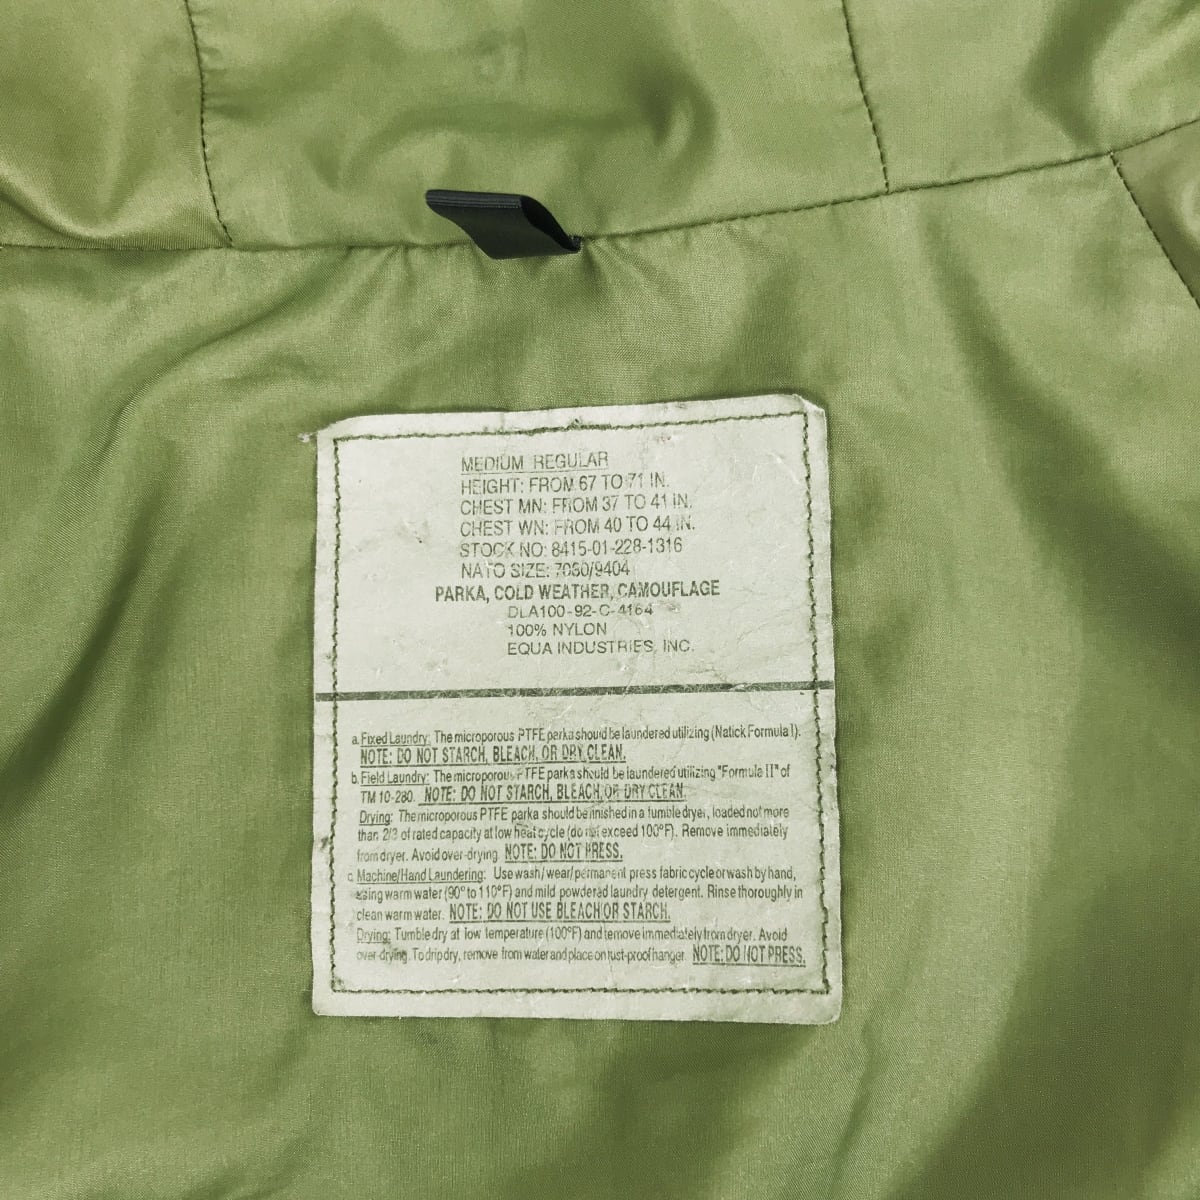 MEDIUM REGULAR
HEIGHT: FROM 67 TO 71 IN.
CHEST MN: FROM 37 TO 41 IN.
CHEST WN: FROM 40 TO 44 IN.
STOCK NO: 8415-01-228-1316
NATO SIZE: 7080/9404
PARKA, COLD WEATHER, CAMOUFLAGE
DLA100-92-C-4164
100% NYLON
EQUA INDUSTRIES, INC.
a. Fixed Laundry: The microporous PTFE parka should be laundered utilizing (Natick Formula I).
NOTE: DO NOT STARCH, BLEACH, OR DRY CLEAN.
b. Field Laundry: The microporous PTFE parka should be laundered utilizing "Formula II" of
TM 10-280. NOTE: DO NOT STARCH, BLEACH, OR DRY CLEAN.
Drying: The microporous PTFE parka should be finished in a tumble dryer, loaded not more
than 2/3 of rated capacity at low heat cycle (do not exceed 100°F). Remove immediately
from dryer. Avoid over-drying. NOTE: DO NOT PRESS.
c. Machine/Hand Laundering: Use wash/wear/permanent press fabric cycle or wash by hand,
using warm water (90° to 110°F) and mild powdered laundry detergent. Rinse thoroughly in
clean warm water. NOTE: DO NOT USE BLEACH OR STARCH.
Drying: Tumble dry at low temperature (100°F) and remove immediately from dryer. Avoid
over-drying. To drip dry, remove from water and place on rust-proof hanger. NOTE: DO NOT PRESS.